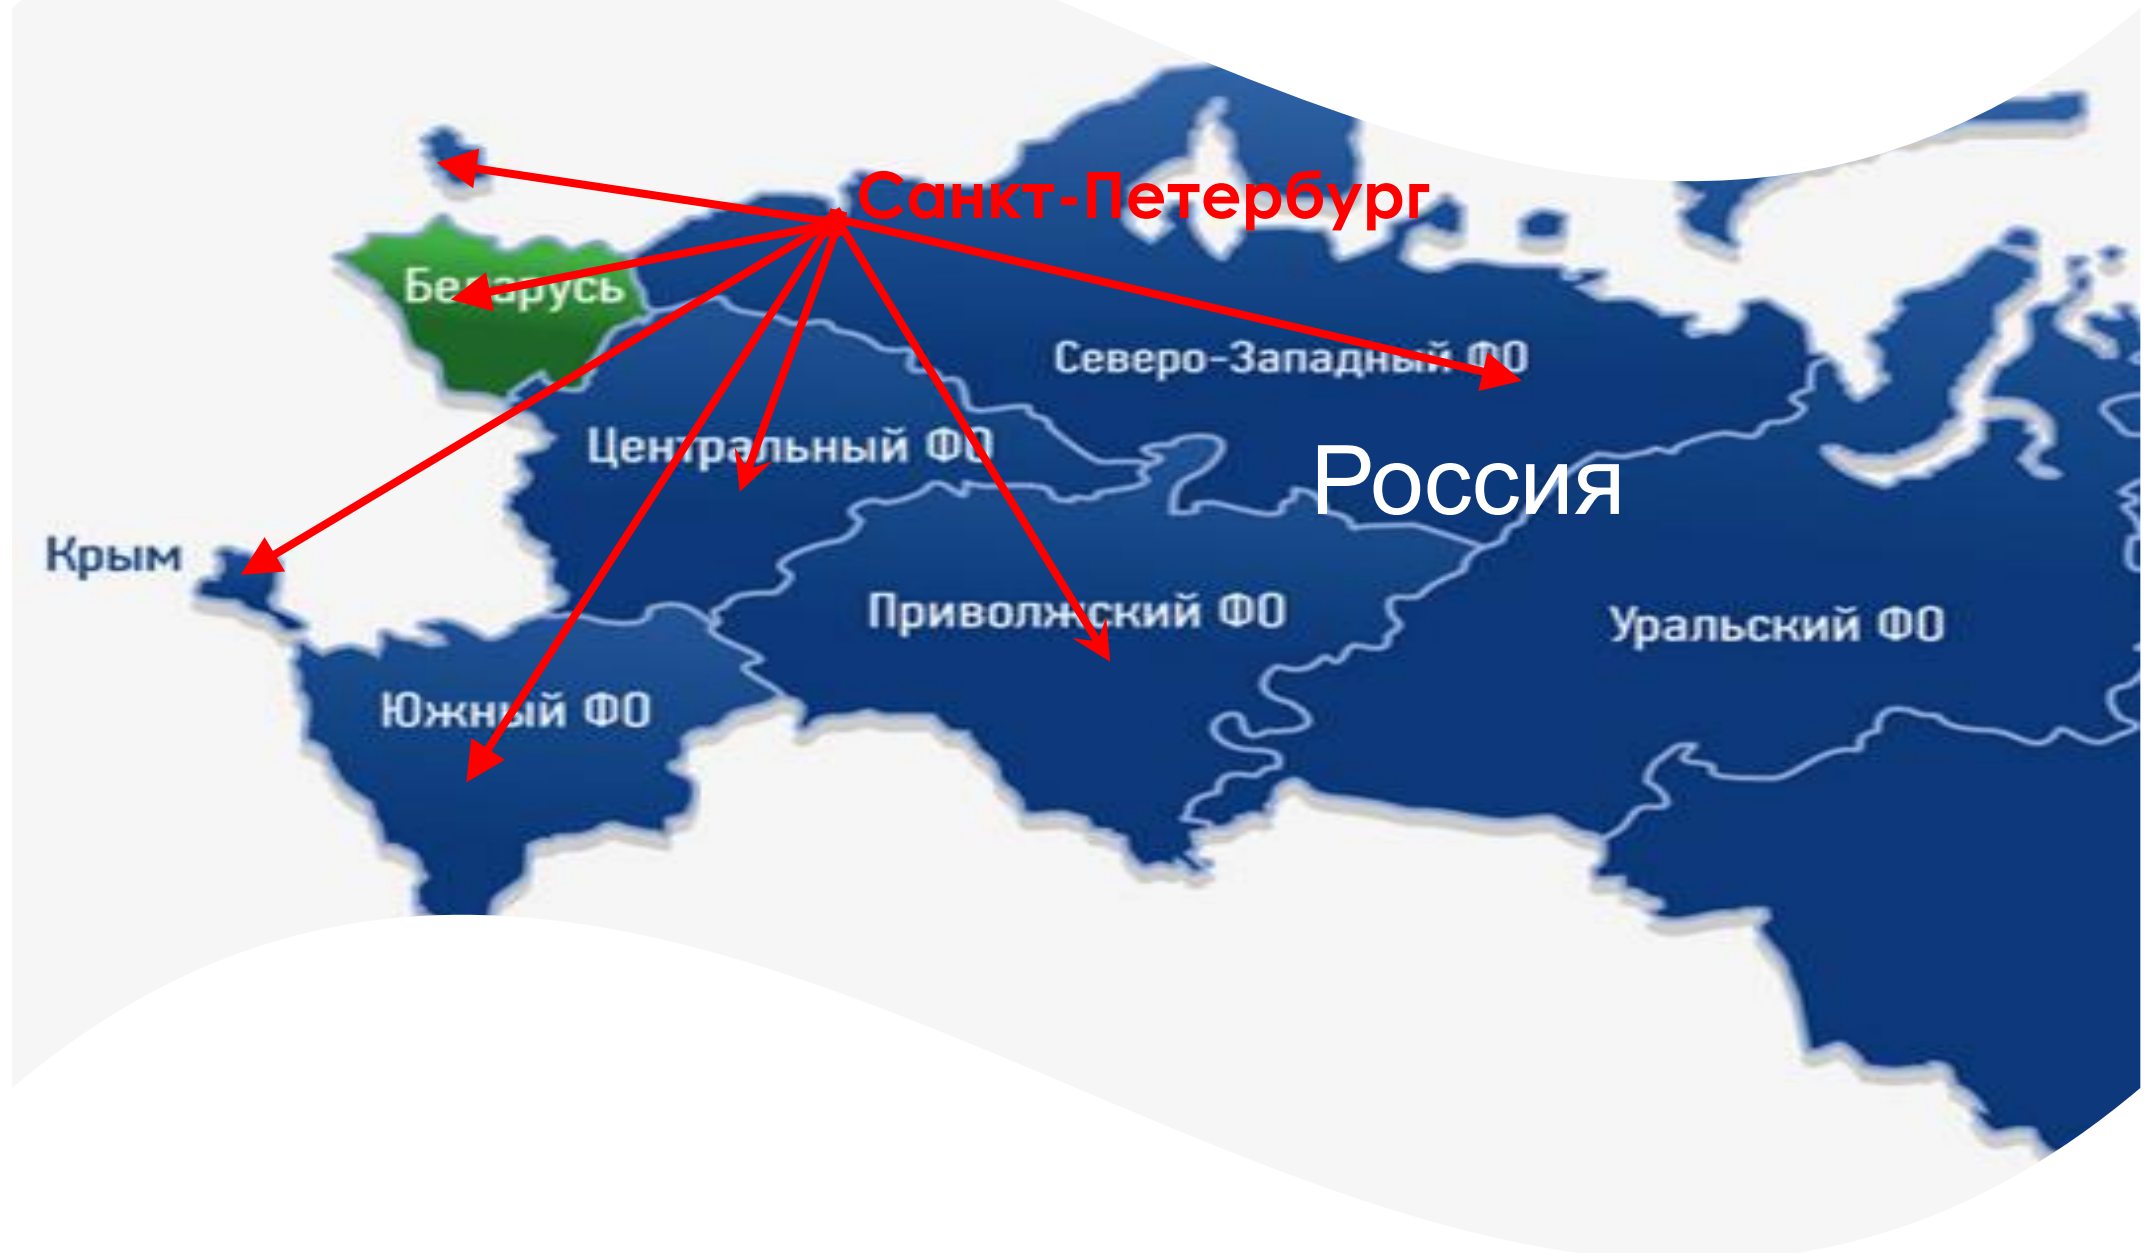 Санкт-Петербург
Беларусь
Северо-Западный ФО
Центральный ФО
Россия
Крым
Приволжский ФО
Уральский ФО
Южный ФО